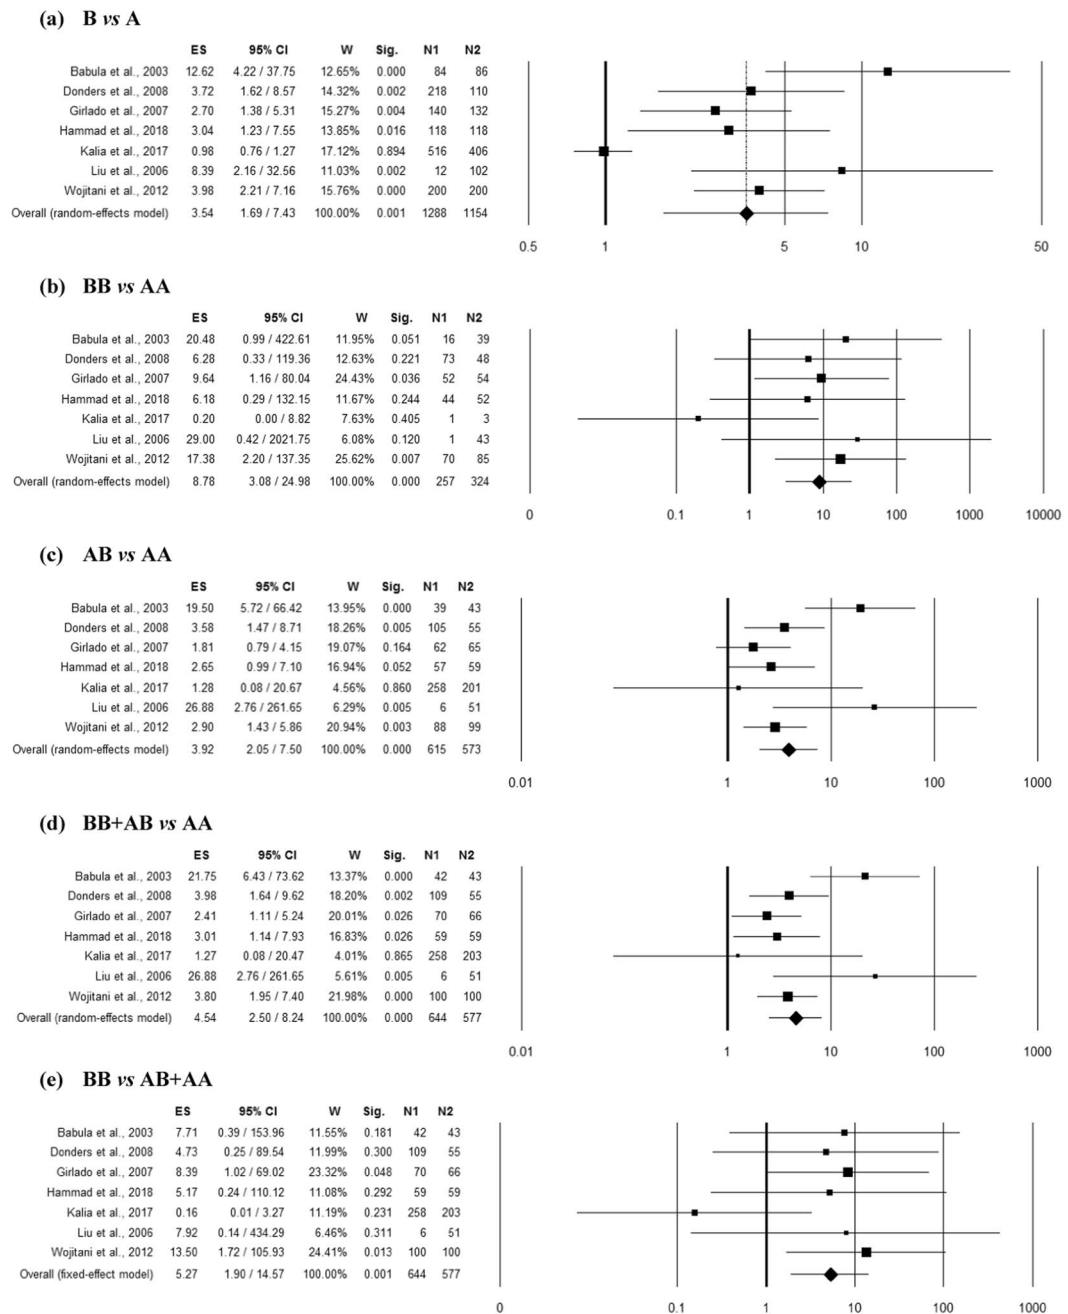 (a) B vs A
ES 95% CI W Sig. N1 N2
Babula et al., 2003 12.62 4.22 / 37.75 12.65% 0.000 84 86
Donders et al., 2008 3.72 1.62 / 8.57 14.32% 0.002 218 110
Girlado et al., 2007 2.70 1.38 / 5.31 15.27% 0.004 140 132
Hammad et al., 2018 3.04 1.23 / 7.55 13.85% 0.016 118 118
Kalia et al., 2017 0.98 0.76 / 1.27 17.12% 0.894 516 406
Liu et al., 2006 8.39 2.16 / 32.56 11.03% 0.002 12 102
Wojitani et al., 2012 3.98 2.21 / 7.16 15.76% 0.000 200 200
Overall (random-effects model) 3.54 1.69 / 7.43 100.00% 0.001 1288 1154
0.5 1 5 10 50
(b) BB vs AA
ES 95% CI W Sig. N1 N2
Babula et al., 2003 20.48 0.99 / 422.61 11.95% 0.051 16 39
Donders et al., 2008 6.28 0.33 / 119.36 12.63% 0.221 73 48
Girlado et al., 2007 9.64 1.16 / 80.04 24.43% 0.036 52 54
Hammad et al., 2018 6.18 0.29 / 132.15 11.67% 0.244 44 52
Kalia et al., 2017 0.20 0.00 / 8.82 7.63% 0.405 1 3
Liu et al., 2006 29.00 0.42 / 2021.75 6.08% 0.120 1 43
Wojitani et al., 2012 17.38 2.20 / 137.35 25.62% 0.007 70 85
Overall (random-effects model) 8.78 3.08 / 24.98 100.00% 0.000 257 324
0 0.1 1 10 100 1000 10000
(c) AB vs AA
ES 95% CI W Sig. N1 N2
Babula et al., 2003 19.50 5.72 / 66.42 13.95% 0.000 39 43
Donders et al., 2008 3.58 1.47 / 8.71 18.26% 0.005 105 55
Girlado et al., 2007 1.81 0.79 / 4.15 19.07% 0.164 62 65
Hammad et al., 2018 2.65 0.99 / 7.10 16.94% 0.052 57 59
Kalia et al., 2017 1.28 0.08 / 20.67 4.56% 0.860 258 201
Liu et al., 2006 26.88 2.76 / 261.65 6.29% 0.005 6 51
Wojitani et al., 2012 2.90 1.43 / 5.86 20.94% 0.003 88 99
Overall (random-effects model) 3.92 2.05 / 7.50 100.00% 0.000 615 573
0.01 1 10 100 1000
(d) BB+AB vs AA
ES 95% CI W Sig. N1 N2
Babula et al., 2003 21.75 6.43 / 73.62 13.37% 0.000 42 43
Donders et al., 2008 3.98 1.64 / 9.62 18.20% 0.002 109 55
Girlado et al., 2007 2.41 1.11 / 5.24 20.01% 0.026 70 66
Hammad et al., 2018 3.01 1.14 / 7.93 16.83% 0.026 59 59
Kalia et al., 2017 1.27 0.08 / 20.47 4.01% 0.865 258 203
Liu et al., 2006 26.88 2.76 / 261.65 5.61% 0.005 6 51
Wojitani et al., 2012 3.80 1.95 / 7.40 21.98% 0.000 100 100
Overall (random-effects model) 4.54 2.50 / 8.24 100.00% 0.000 644 577
0.01 1 10 100 1000
(e) BB vs AB+AA
ES 95% CI W Sig. N1 N2
Babula et al., 2003 7.71 0.39 / 153.96 11.55% 0.181 42 43
Donders et al., 2008 4.73 0.25 / 89.54 11.99% 0.300 109 55
Girlado et al., 2007 8.39 1.02 / 69.02 23.32% 0.048 70 66
Hammad et al., 2018 5.17 0.24 / 110.12 11.08% 0.292 59 59
Kalia et al., 2017 0.16 0.01 / 3.27 11.19% 0.231 258 203
Liu et al., 2006 7.92 0.14 / 434.29 6.46% 0.311 6 51
Wojitani et al., 2012 13.50 1.72 / 105.93 24.41% 0.013 100 100
Overall (fixed-effect model) 5.27 1.90 / 14.57 100.00% 0.001 644 577
0 0.1 1 10 100 1000